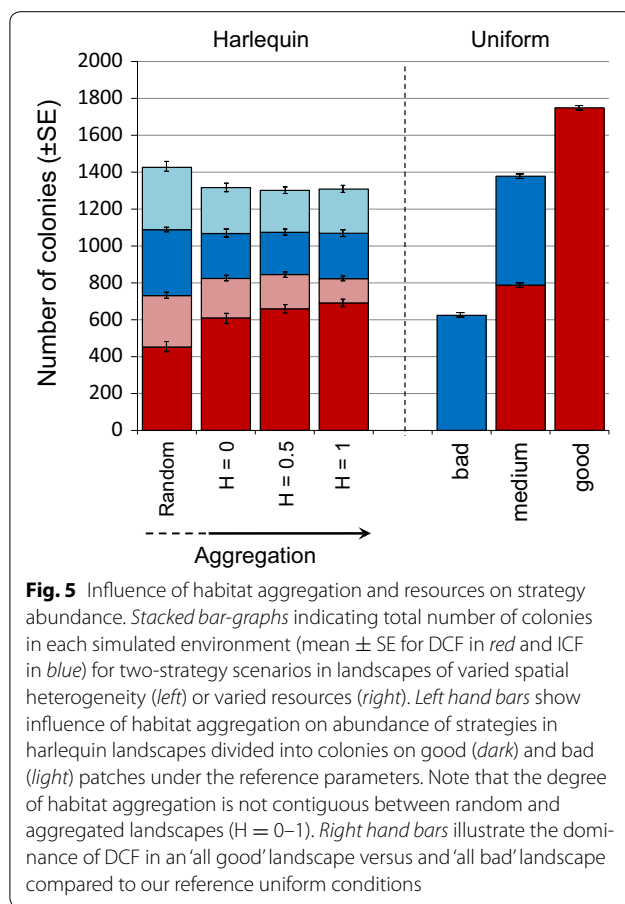 Harlequin Uniform
Number of colonies (±SE)
2000
1800
1600
1400
1200
1000
800
600
400
200
0
Random
H = 0
H = 0.5
H = 1
bad
medium
good
Aggregation
Fig. 5 Influence of habitat aggregation and resources on strategy
abundance. Stacked bar-graphs indicating total number of colonies
in each simulated environment (mean ± SE for DCF in red and ICF
in blue) for two-strategy scenarios in landscapes of varied spatial
heterogeneity (left) or varied resources (right). Left hand bars show
influence of habitat aggregation on abundance of strategies in
harlequin landscapes divided into colonies on good (dark) and bad
(light) patches under the reference parameters. Note that the degree
of habitat aggregation is not contiguous between random and
aggregated landscapes (H = 0–1). Right hand bars illustrate the domi-
nance of DCF in an ‘all good’ landscape versus and ‘all bad’ landscape
compared to our reference uniform conditions